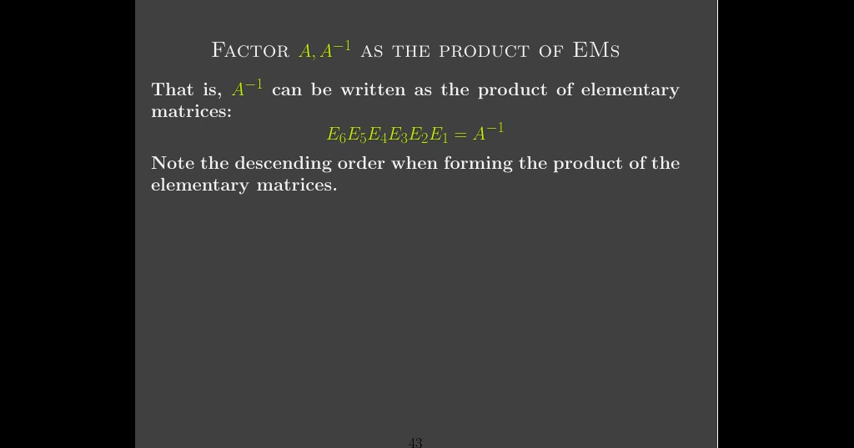 Factor A, A⁻¹ as the product of EMs
That is, A⁻¹ can be written as the product of elementary
matrices:
E₆E₅E₄E₃E₂E₁ = A⁻¹
Note the descending order when forming the product of the
elementary matrices.
43